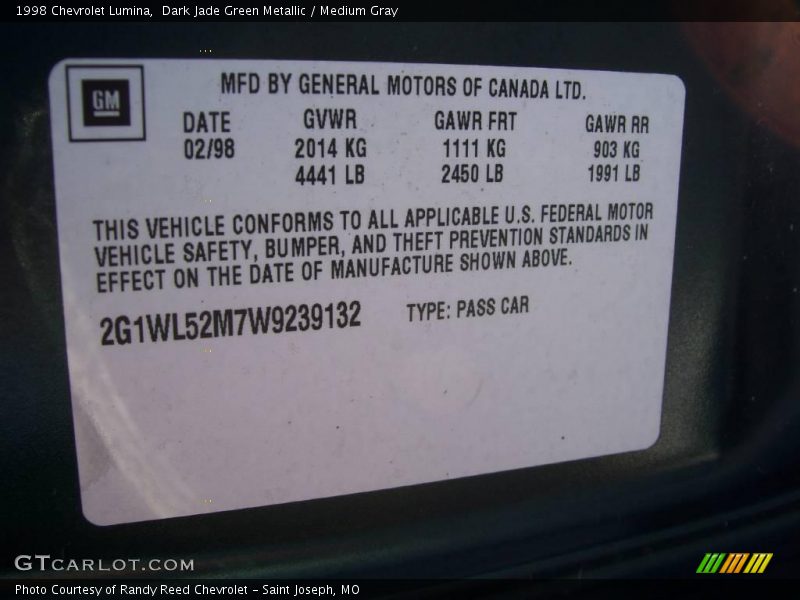 1998 Chevrolet Lumina,  Dark Jade Green Metallic / Medium Gray
GM
MFD BY GENERAL MOTORS OF CANADA LTD.
DATE GVWR GAWR FRT GAWR RR
02/98 2014 KG 1111 KG 903 KG
4441 LB 2450 LB 1991 LB
THIS VEHICLE CONFORMS TO ALL APPLICABLE U.S. FEDERAL MOTOR
VEHICLE SAFETY, BUMPER, AND THEFT PREVENTION STANDARDS IN
EFFECT ON THE DATE OF MANUFACTURE SHOWN ABOVE.
2G1WL52M7W9239132 TYPE: PASS CAR
GTCARLOT.COM
Photo Courtesy of Randy Reed Chevrolet - Saint Joseph, MO